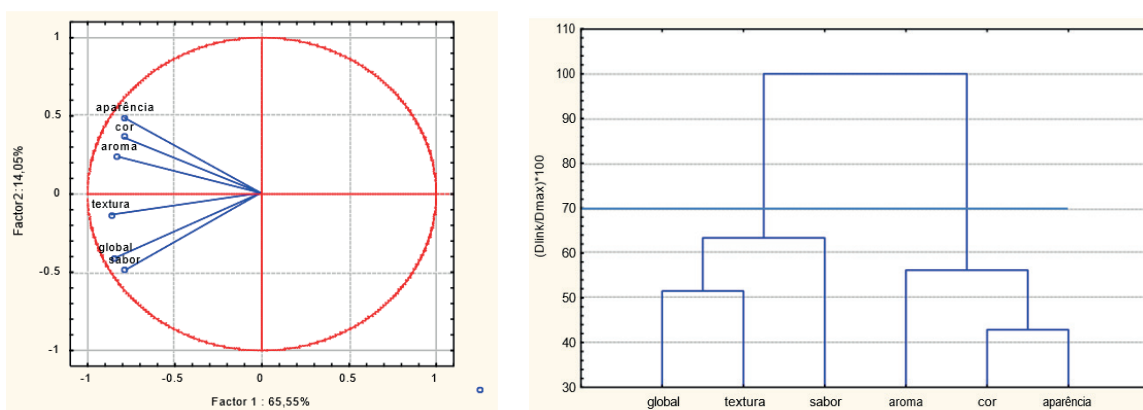 1
0.5
0
-0.5
-1
Factor2:14,05%
aparência
cor
aroma
textura
global
sabor
-1 -0.5 0 0.5 1
Factor 1 : 65,55%
110
100
90
80
70
60
50
40
30
(Dlink/Dmax)*100
global textura sabor aroma cor aparência